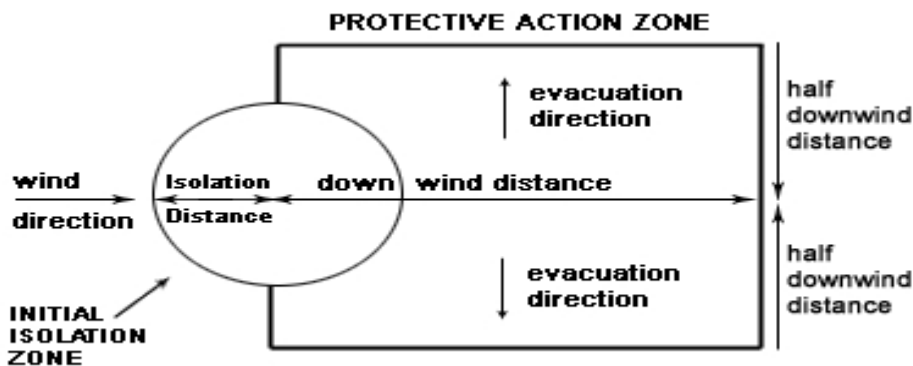 PROTECTIVE ACTION ZONE
evacuation
direction
half
downwind
distance
wind
direction
Isolation
Distance
down wind distance
evacuation
direction
half
downwind
distance
INITIAL
ISOLATION
ZONE